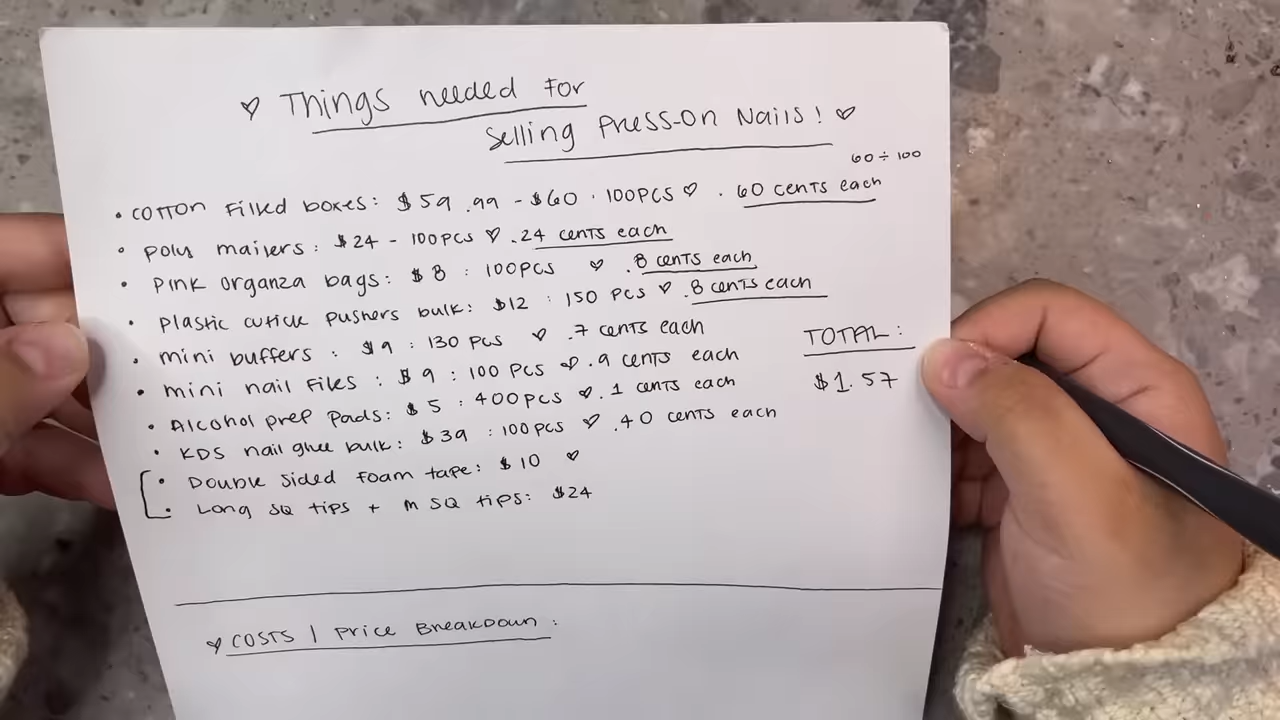 ♡ Things needed for
Selling Press-on Nails! ♡
60 ÷ 100
• Cotton filled boxes: $59.99 - $60 · 100pcs ♡ . 60 cents each
• poly mailers: $24 - 100pcs ♡ .24 cents each
• pink organza bags: $8 : 100pcs ♡ .8 cents each
• plastic cuticle pushers bulk: $12 : 150 pcs ♡ .8 cents each
• mini buffers : $9 : 130 pcs ♡ .7 cents each
• mini nail files : $9 : 100 pcs ♡ .9 cents each
• Alcohol prep pads: $5 : 400pcs ♡ .1 cents each
• KDS nail glue bulk: $39 : 100pcs ♡ .40 cents each
• Double sided foam tape: $10 ♡
• Long SQ tips + m SQ tips: $24
TOTAL:
$1.57
♡ COSTS | Price Breakdown: